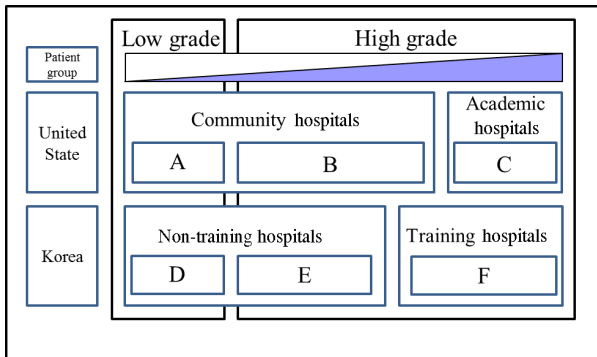 Low grade
High grade
Patient
group
United
State
Community hospitals
Academic
hospitals
A
B
C
Korea
Non-training hospitals
Training hospitals
D
E
F